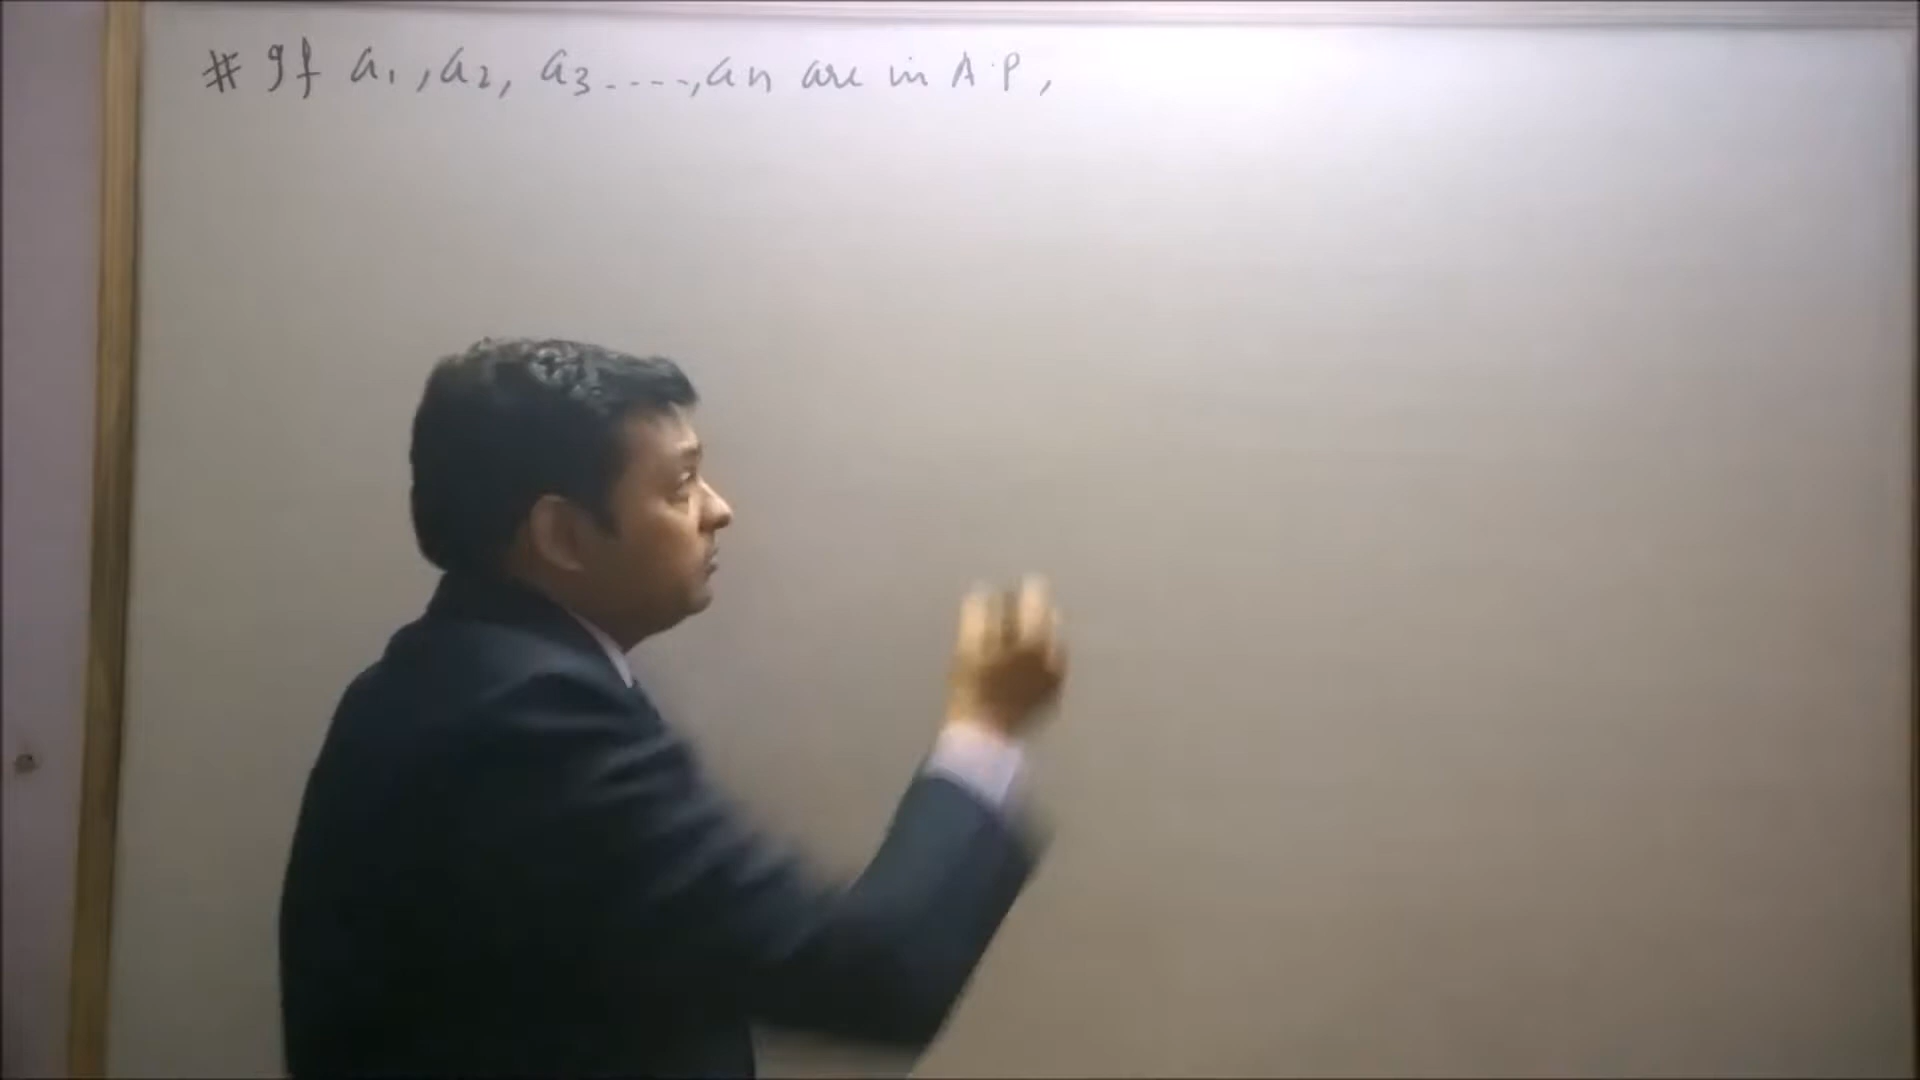 # If a1, a2, a3----, an are in A.P,